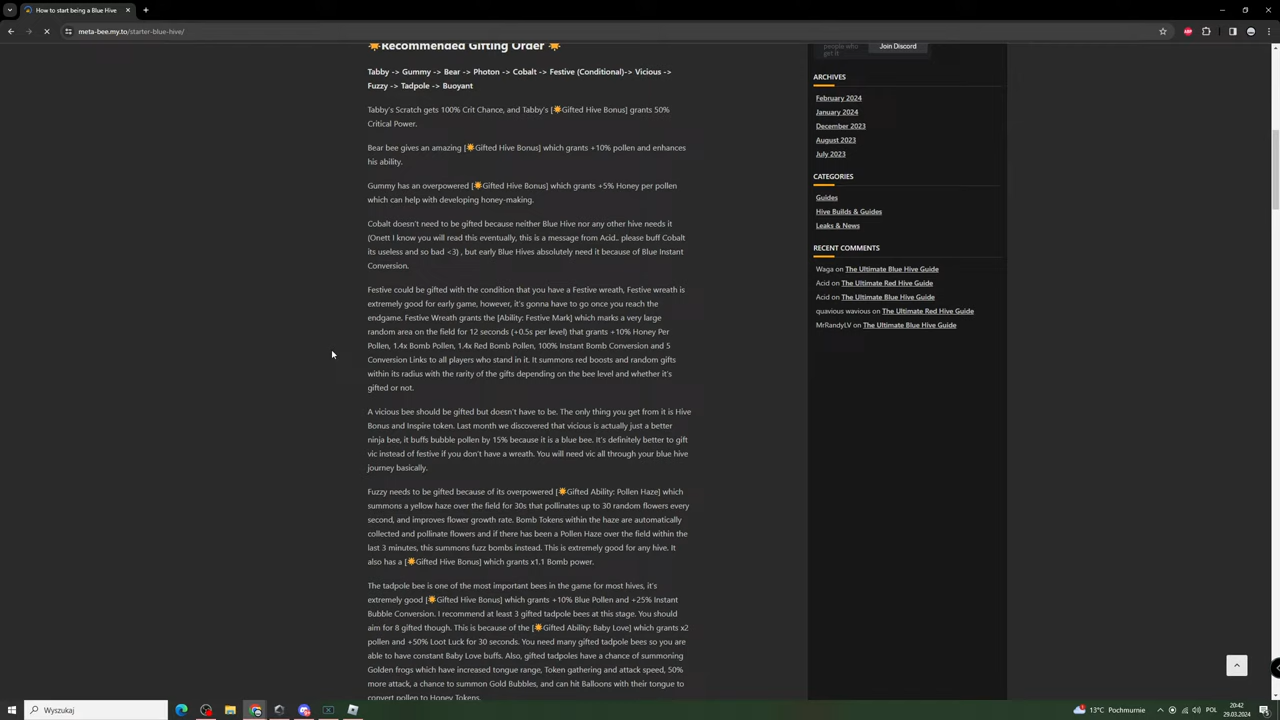 How to start being a Blue Hive
meta-bee.my.to/starter-blue-hive/
Recommended Gifting Order
Tabby -> Gummy -> Bear -> Photon -> Cobalt -> Festive (Conditional)-> Vicious ->
Fuzzy -> Tadpole -> Buoyant
Tabby's Scratch gets 100% Crit Chance, and Tabby's [🌟Gifted Hive Bonus] grants 50%
Critical Power.
Bear bee gives an amazing [🌟Gifted Hive Bonus] which grants +10% pollen and enhances
his ability.
Gummy has an overpowered [🌟Gifted Hive Bonus] which grants +5% Honey per pollen
which can help with developing honey-making.
Cobalt doesn't need to be gifted because neither Blue Hive nor any other hive needs it
(Onett I know you will read this eventually, this is a message from Acid.. please buff Cobalt
its useless and so bad <3) , but early Blue Hives absolutely need it because of Blue Instant
Conversion.
Festive could be gifted with the condition that you have a Festive wreath, Festive wreath is
extremely good for early game, however, it's gonna have to go once you reach the
endgame. Festive Wreath grants the [Ability: Festive Mark] which marks a very large
random area on the field for 12 seconds (+0.5s per level) that grants +10% Honey Per
Pollen, 1.4x Bomb Pollen, 1.4x Red Bomb Pollen, 100% Instant Bomb Conversion and 5
Conversion Links to all players who stand in it. It summons red boosts and random gifts
within its radius with the rarity of the gifts depending on the bee level and whether it's
gifted or not.
A vicious bee should be gifted but doesn't have to be. The only thing you get from it is Hive
Bonus and Inspire token. Last month we discovered that vicious is actually just a better
ninja bee, it buffs bubble pollen by 15% because it is a blue bee. It's definitely better to gift
vic instead of festive if you don't have a wreath. You will need vic all through your blue hive
journey basically.
Fuzzy needs to be gifted because of its overpowered [🌟Gifted Ability: Pollen Haze] which
summons a yellow haze over the field for 30s that pollinates up to 30 random flowers every
second, and improves flower growth rate. Bomb Tokens within the haze are automatically
collected and pollinate flowers and if there has been a Pollen Haze over the field within the
last 3 minutes, this summons fuzz bombs instead. This is extremely good for any hive. It
also has a [🌟Gifted Hive Bonus] which grants x1.1 Bomb power.
The tadpole bee is one of the most important bees in the game for most hives, it's
extremely good [🌟Gifted Hive Bonus] which grants +10% Blue Pollen and +25% Instant
Bubble Conversion. I recommend at least 3 gifted tadpole bees at this stage. You should
aim for 8 gifted though. This is because of the [🌟Gifted Ability: Baby Love] which grants x2
pollen and +50% Loot Luck for 30 seconds. You need many gifted tadpole bees so you are
able to have constant Baby Love buffs. Also, gifted tadpoles have a chance of summoning
Golden frogs which have increased tongue range, Token gathering and attack speed, 50%
more attack, a chance to summon Gold Bubbles, and can hit Balloons with their tongue to
convert pollen to Honey Tokens.
people who
get it
Join Discord
ARCHIVES
February 2024
January 2024
December 2023
August 2023
July 2023
CATEGORIES
Guides
Hive Builds & Guides
Leaks & News
RECENT COMMENTS
Waga on The Ultimate Blue Hive Guide
Acid on The Ultimate Red Hive Guide
Acid on The Ultimate Blue Hive Guide
quavious wavious on The Ultimate Red Hive Guide
MrRandyLV on The Ultimate Blue Hive Guide
Wyszukaj
13°C Pochmurnie
POL
20:42
29.03.2024